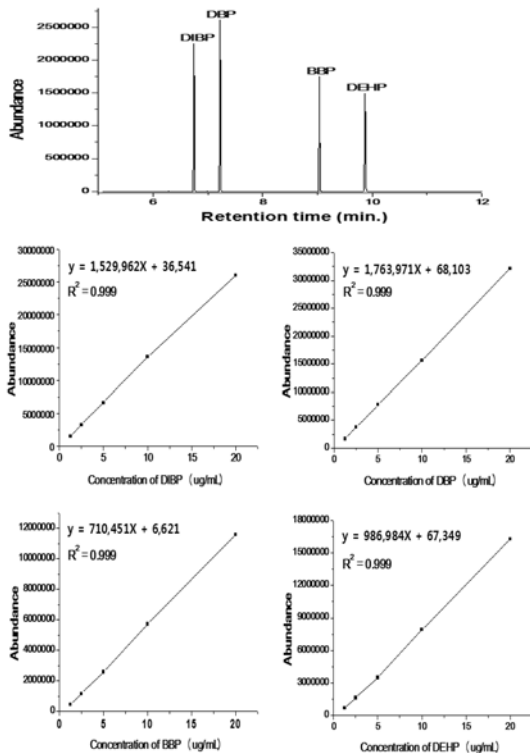 2500000
2000000
1500000
1000000
500000
0
Abundance
DIBP
DBP
BBP
DEHP
6 8 10 12
Retention time (min.)
30000000
25000000
20000000
15000000
10000000
5000000
0
Abundance
y = 1,529,962X + 36,541
R² = 0.999
0 5 10 15 20
Concentration of DIBP (ug/mL)
35000000
30000000
25000000
20000000
15000000
10000000
5000000
0
Abundance
y = 1,763,971X + 68,103
R² = 0.999
0 5 10 15 20
Concentration of DBP (ug/mL)
12000000
10000000
8000000
6000000
4000000
2000000
0
Abundance
y = 710,451X + 6,621
R² = 0.999
0 5 10 15 20
Concentration of BBP (ug/mL)
18000000
15000000
12000000
9000000
6000000
3000000
0
Abundance
y = 986,984X + 67,349
R² = 0.999
0 5 10 15 20
Concentration of DEHP (ug/mL)